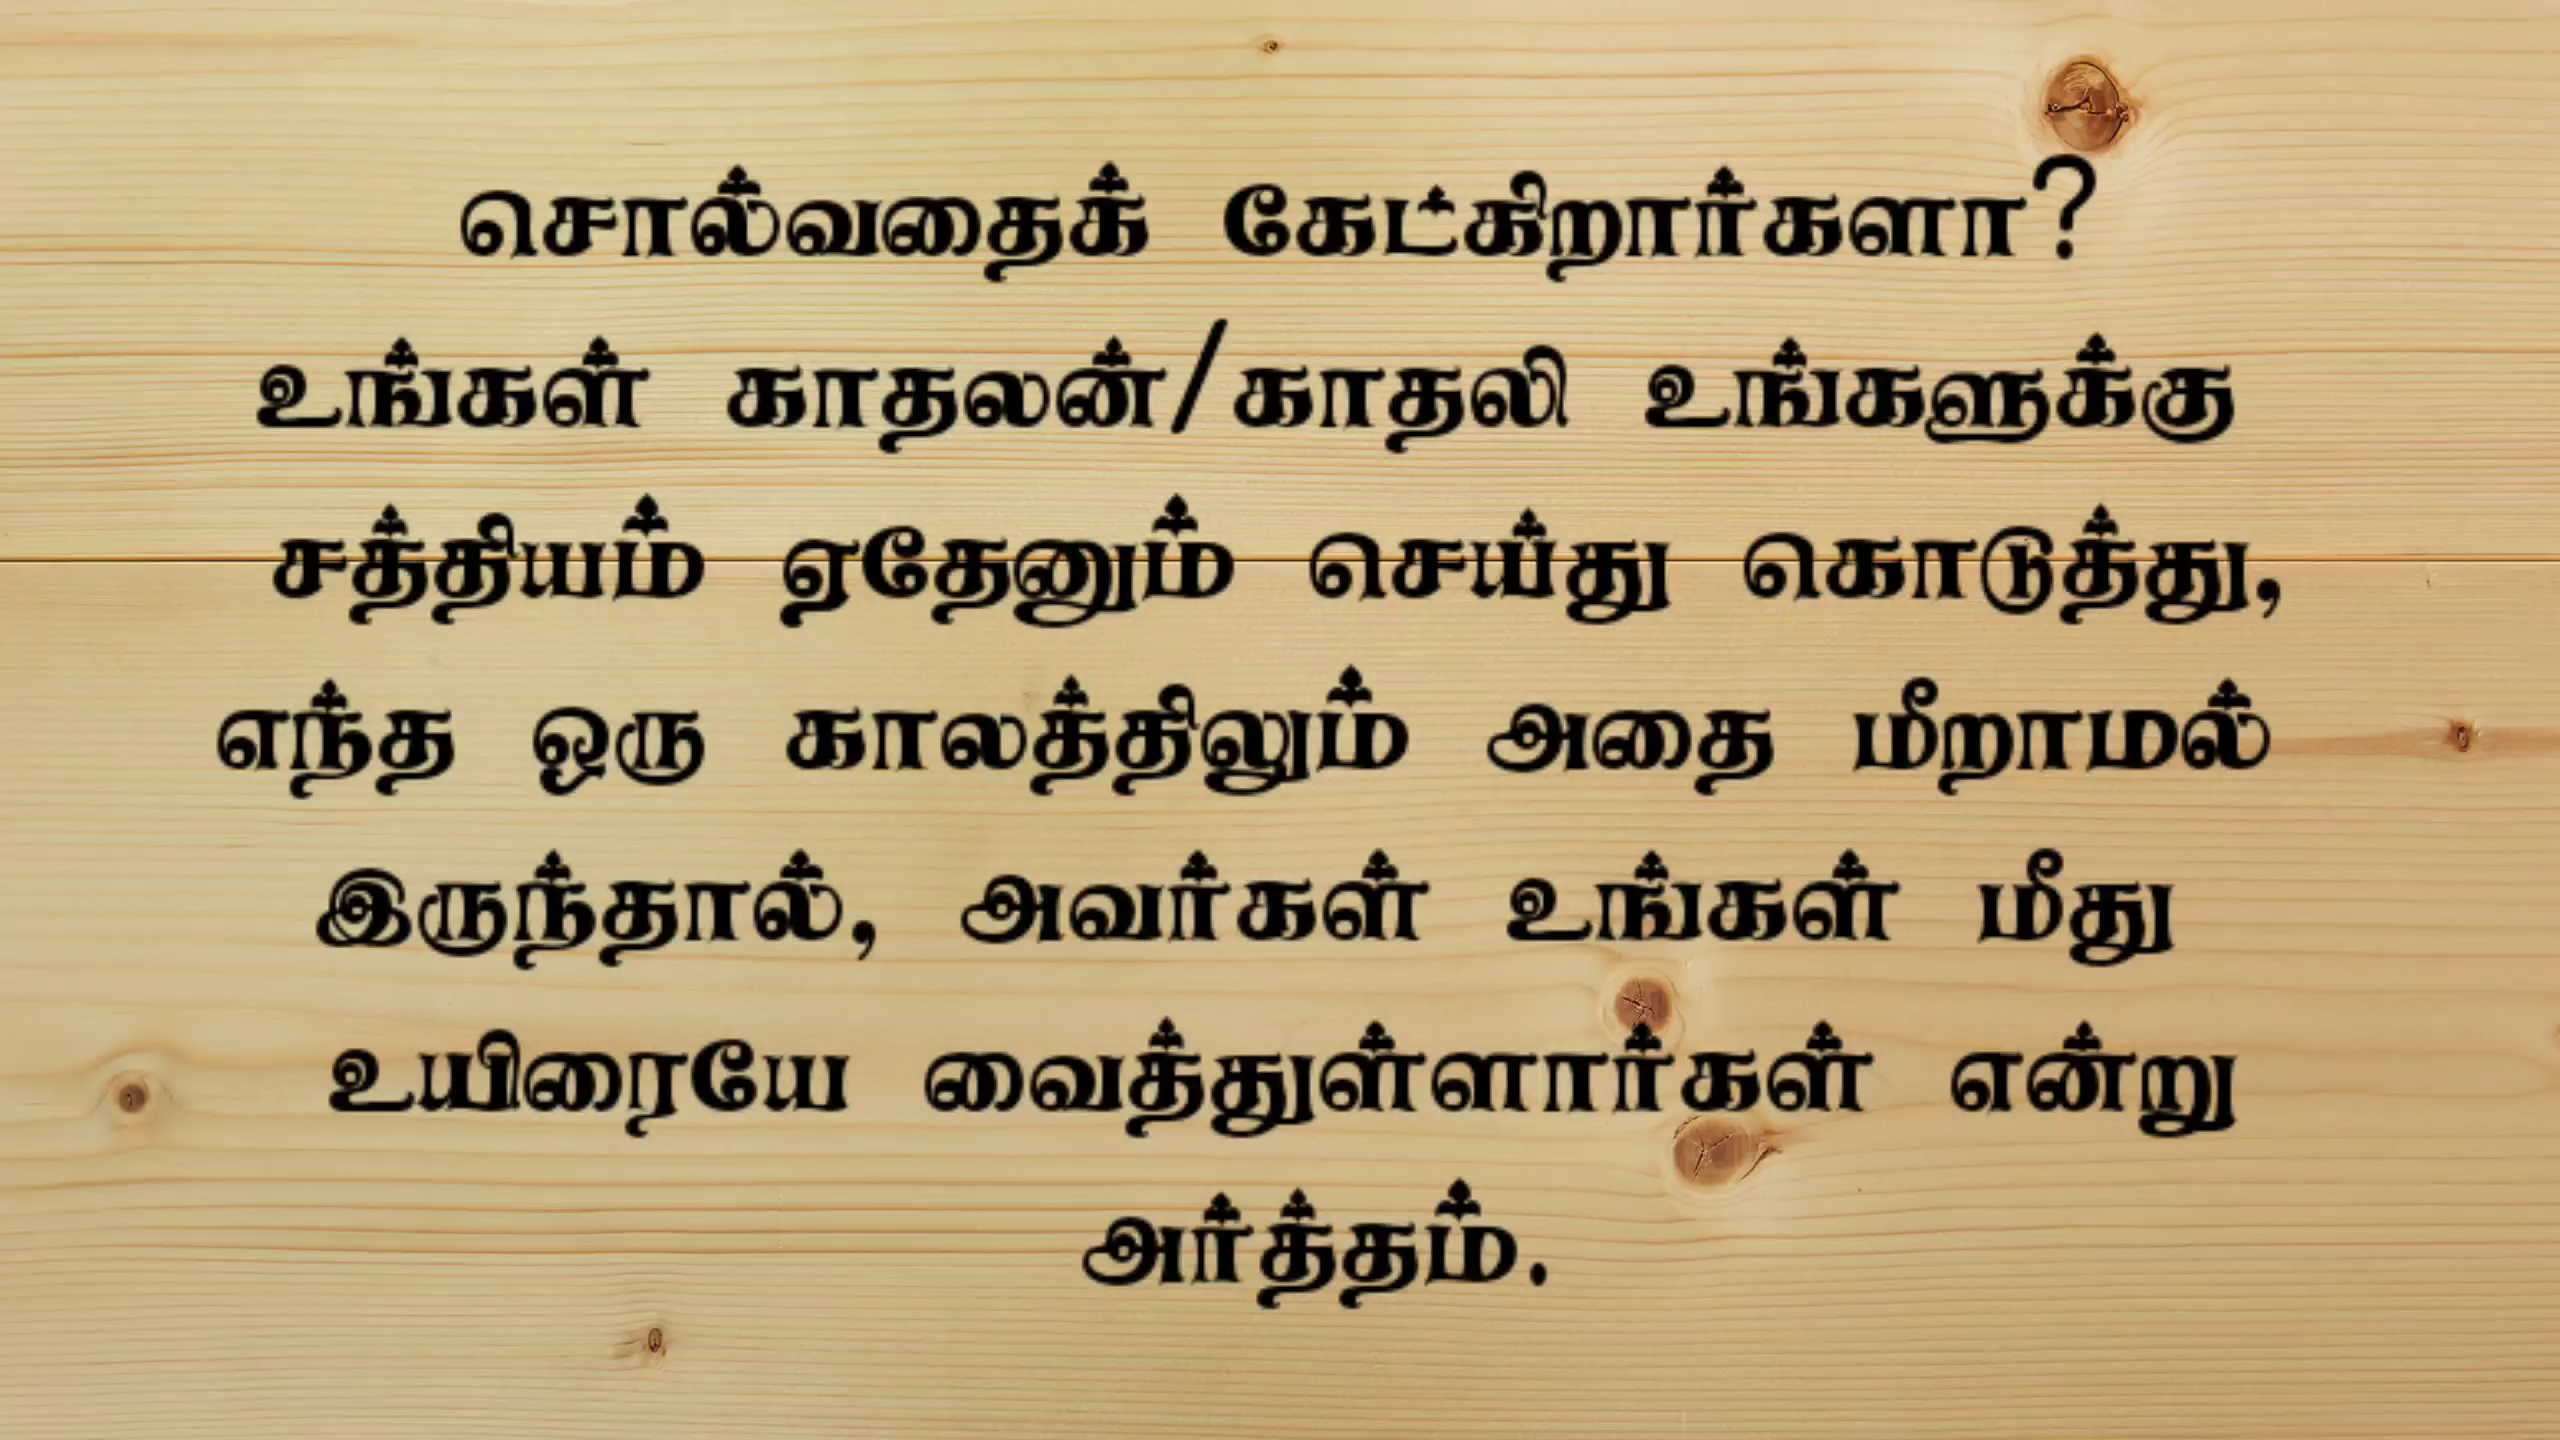 சொல்வதைக் கேட்கிறார்களா?
உங்கள் காதலன்/காதலி உங்களுக்கு
சத்தியம் ஏதேனும் செய்து கொடுத்து,
எந்த ஒரு காலத்திலும் அதை மீறாமல்
இருந்தால், அவர்கள் உங்கள் மீது
உயிரையே வைத்துள்ளார்கள் என்று
அர்த்தம்.